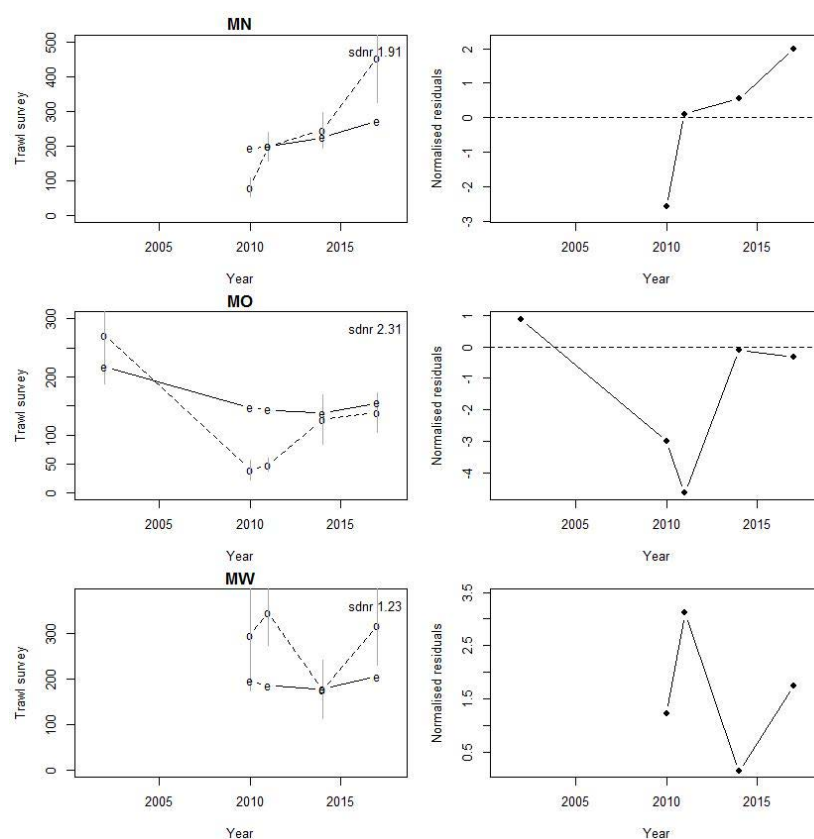 MN
sdnr 1.91
Trawl survey
0 100 200 300 400 500
o o o o
e e e e
2005 2010 2015
Year
Normalised residuals
-3 -2 -1 0 1 2
2005 2010 2015
Year
MO
sdnr 2.31
Trawl survey
0 50 100 200 300
o o o o o
e e e e e
2005 2010 2015
Year
Normalised residuals
-4 -3 -2 -1 0 1
2005 2010 2015
Year
MW
sdnr 1.23
Trawl survey
0 100 200 300
o o o o
e e e e
2005 2010 2015
Year
Normalised residuals
0.5 1.5 2.5 3.5
2005 2010 2015
Year